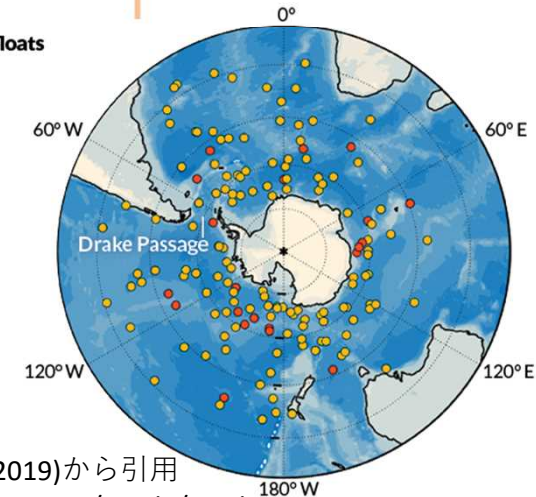 loats
0°
60° W
60° E
Drake Passage
120° W
120° E
2019)から引用
180° W